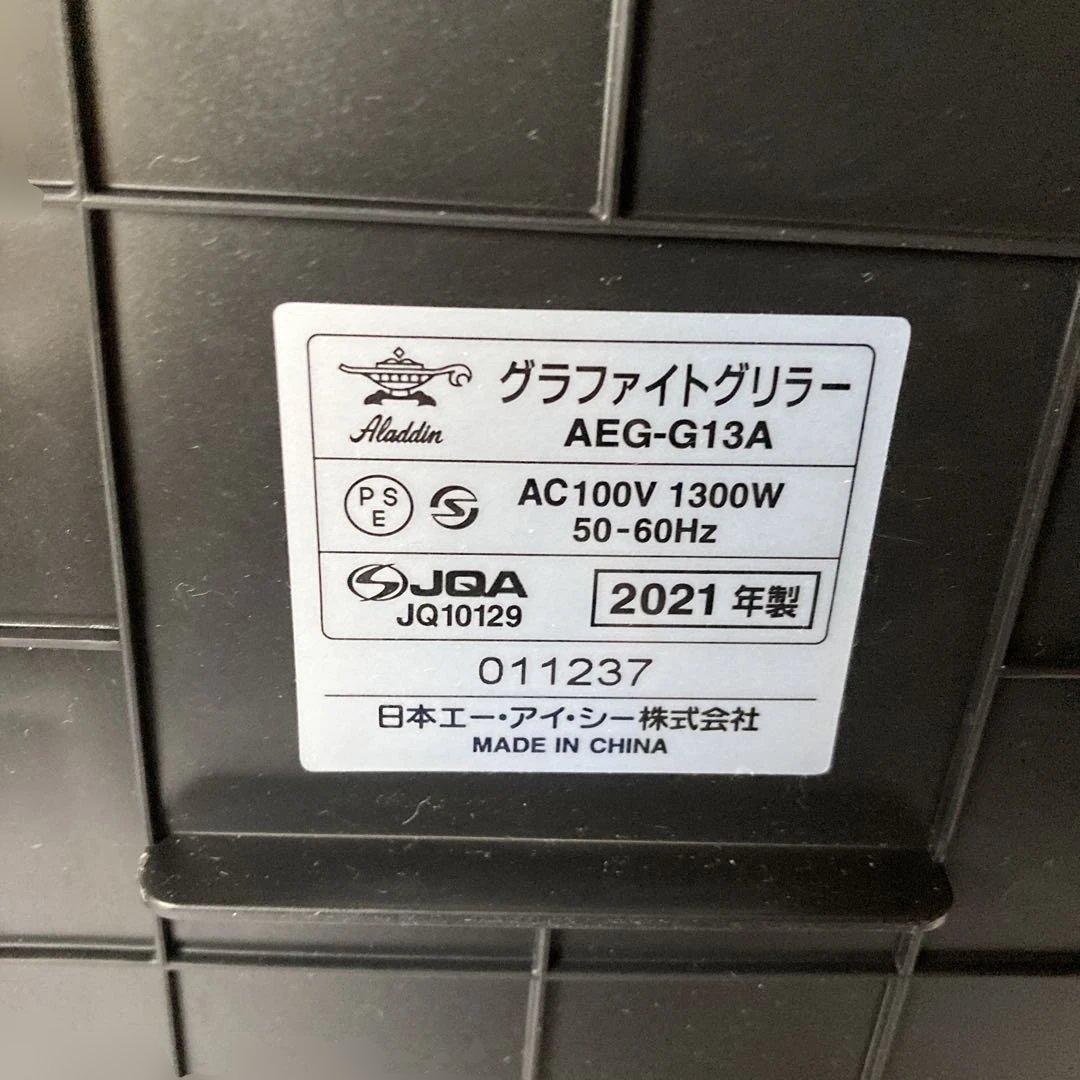 グラファイトグリラー
Aladdin
AEG-G13A
PSE
AC100V 1300W
50-60Hz
JQA
JQ10129
2021 年製
011237
日本エー・アイ・シー株式会社
MADE IN CHINA